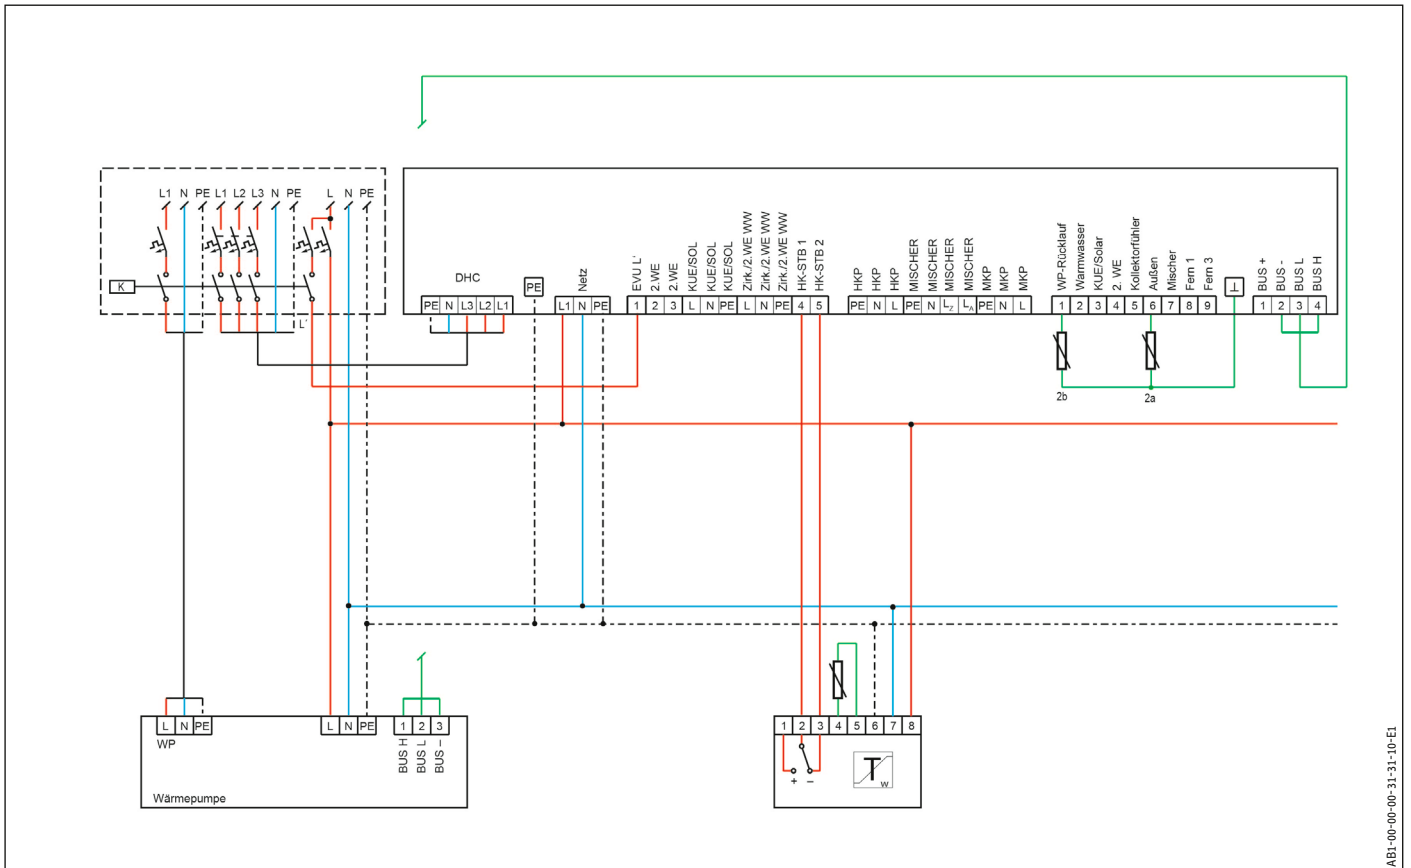 L1 N PE L1 L2 L3 N PE L N PE
K
L'
DHC
PE N L3 L2 L1
PE
Netz
L1 N PE
EVU L'
2.WE
2.WE
KUE/SOL
KUE/SOL
KUE/SOL
Zirk./2.WE WW
Zirk./2.WE WW
Zirk./2.WE WW
HK-STB 1
HK-STB 2
1 2 3 L N PE L N PE 4 5
HKP
HKP
HKP
MISCHER
MISCHER
MISCHER
MISCHER
MKP
MKP
MKP
PE N L PE N LZ LA PE N L
WP-Rücklauf
Warmwasser
KUE/Solar
2. WE
Kollektorfühler
Außen
Mischer
Fern 1
Fern 3
1 2 3 4 5 6 7 8 9
⊥
BUS +
BUS -
BUS L
BUS H
1 2 3 4
2b
2a
L N PE
WP
L N PE
1 2 3
BUS H
BUS L
BUS –
Wärmepumpe
1 2 3 4 5 6 7 8
+ –
T
w
AB1-00-00-00-31-31-10-E1